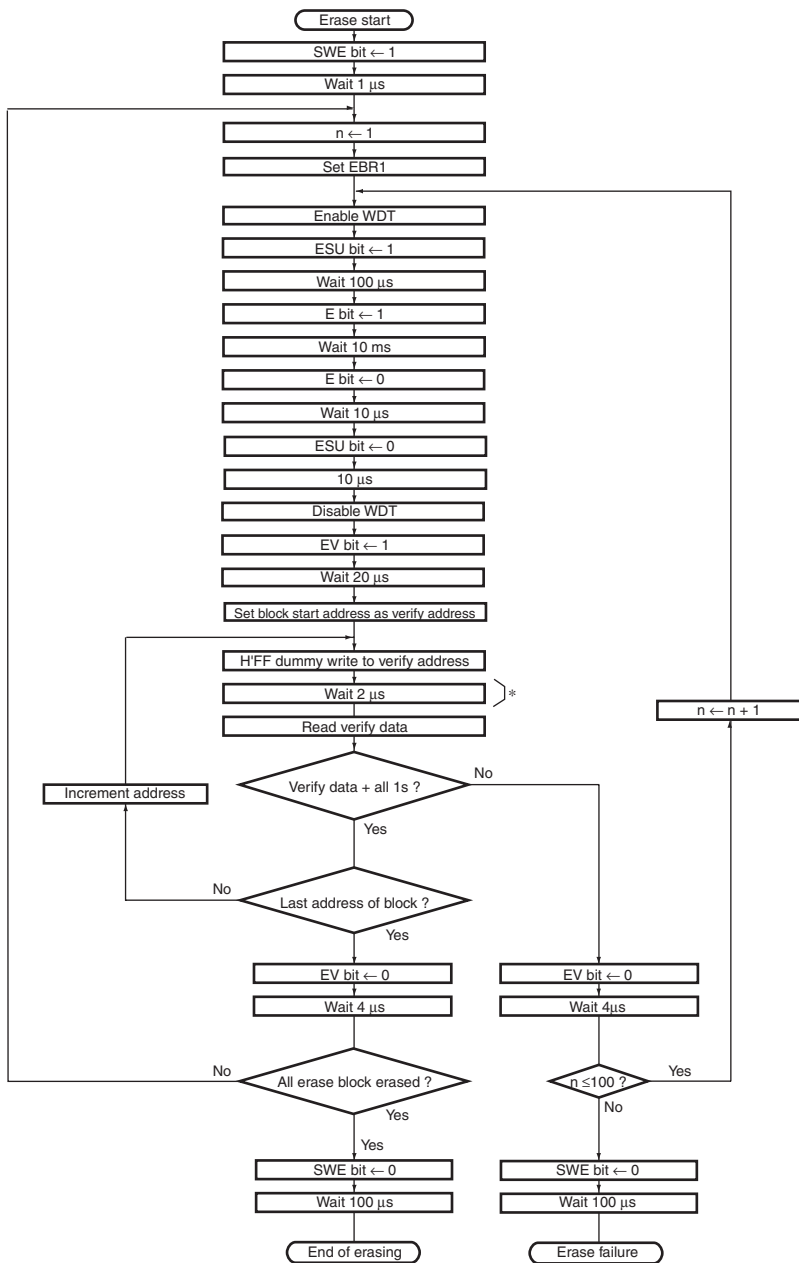 Erase start
SWE bit ← 1
Wait 1 μs
n ← 1
Set EBR1
Enable WDT
ESU bit ← 1
Wait 100 μs
E bit ← 1
Wait 10 ms
E bit ← 0
Wait 10 μs
ESU bit ← 0
10 μs
Disable WDT
EV bit ← 1
Wait 20 μs
Set block start address as verify address
H'FF dummy write to verify address
Wait 2 μs
*
n ← n + 1
Read verify data
Verify data + all 1s ?
No
Increment address
Yes
No
Last address of block ?
Yes
EV bit ← 0
EV bit ← 0
Wait 4 μs
Wait 4μs
No
All erase block erased ?
n ≤100 ?
Yes
Yes
No
Yes
SWE bit ← 0
SWE bit ← 0
Wait 100 μs
Wait 100 μs
End of erasing
Erase failure